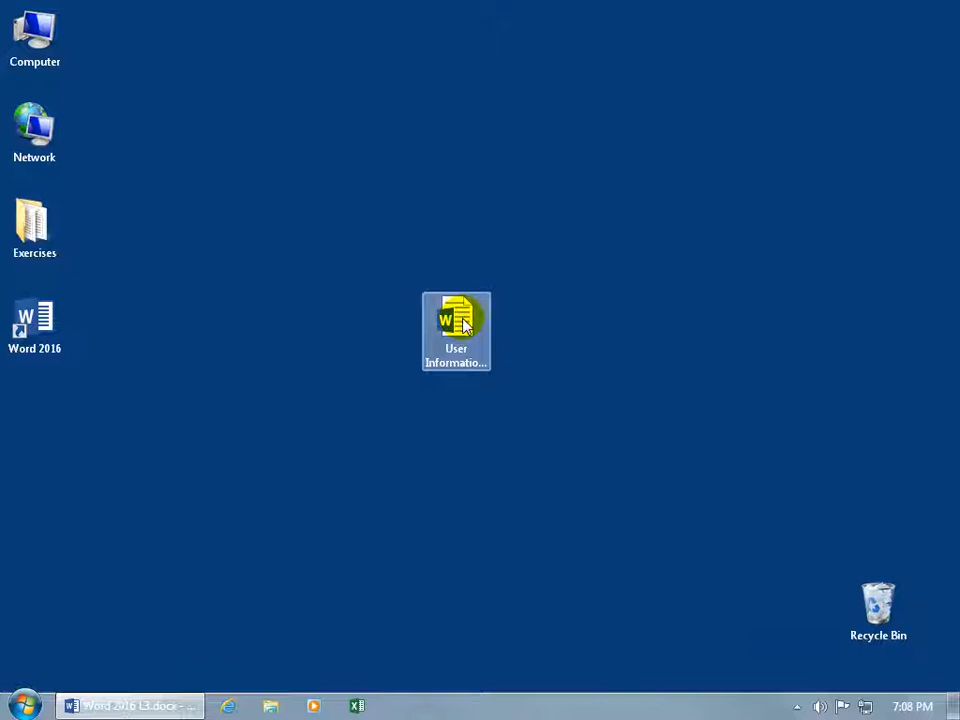 Computer
Network
Exercises
W
Word 2016
W
User
Informatio...
Recycle Bin
Word 2016 L3.docx - ...
7:08 PM